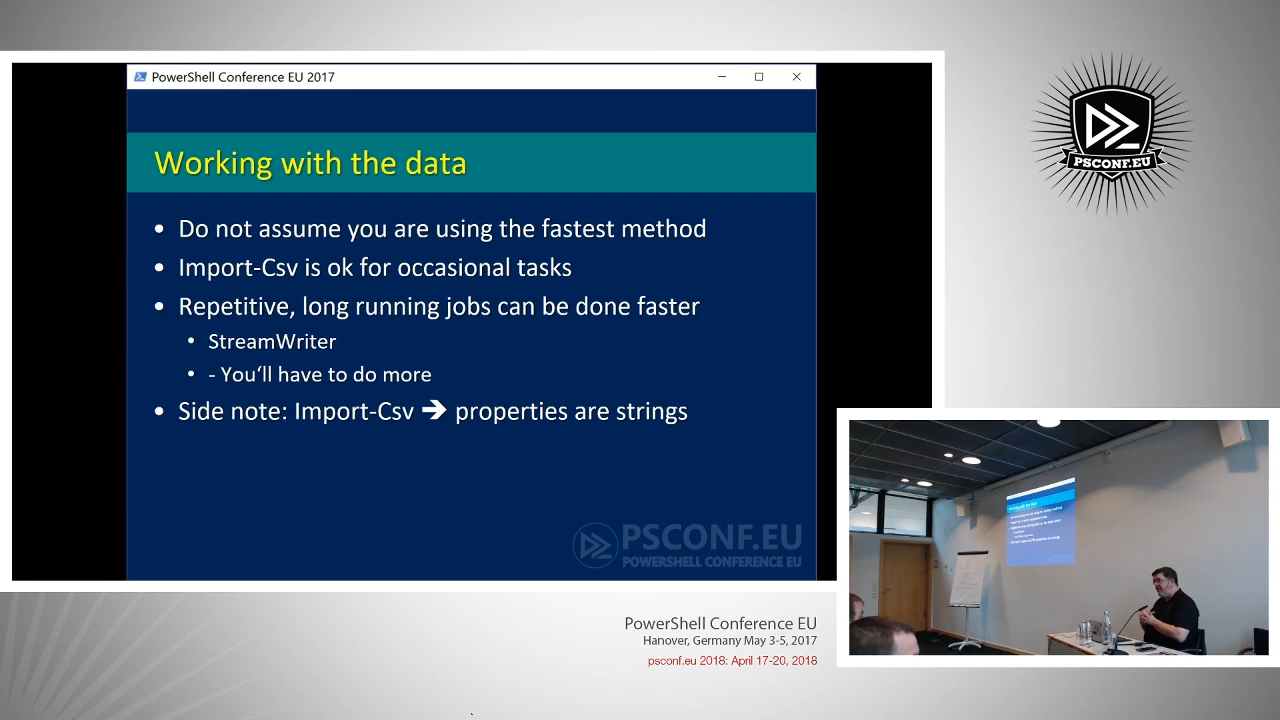 PowerShell Conference EU 2017
Working with the data
• Do not assume you are using the fastest method
• Import-Csv is ok for occasional tasks
• Repetitive, long running jobs can be done faster
• StreamWriter
• - You‘ll have to do more
• Side note: Import-Csv ➔ properties are strings
PSCONF.EU
POWERSHELL CONFERENCE EU
PSCONF.EU
PowerShell Conference EU
Hanover, Germany May 3-5, 2017
psconf.eu 2018: April 17-20, 2018